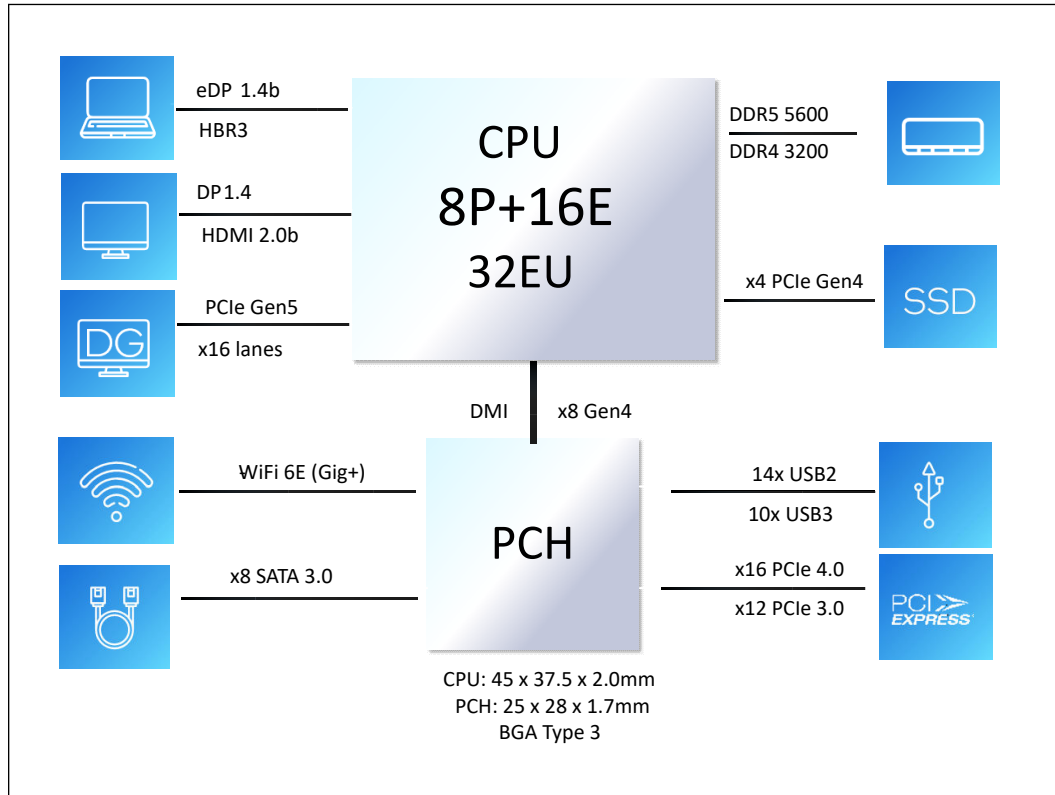 eDP 1.4b
HBR3
DP1.4
HDMI 2.0b
PCIe Gen5
x16 lanes
DG
CPU
8P+16E
32EU
DDR5 5600
DDR4 3200
x4 PCIe Gen4
SSD
DMI
x8 Gen4
WiFi 6E (Gig+)
x8 SATA 3.0
PCH
14x USB2
10x USB3
x16 PCIe 4.0
x12 PCIe 3.0
PCI
EXPRESS®
CPU: 45 x 37.5 x 2.0mm
PCH: 25 x 28 x 1.7mm
BGA Type 3